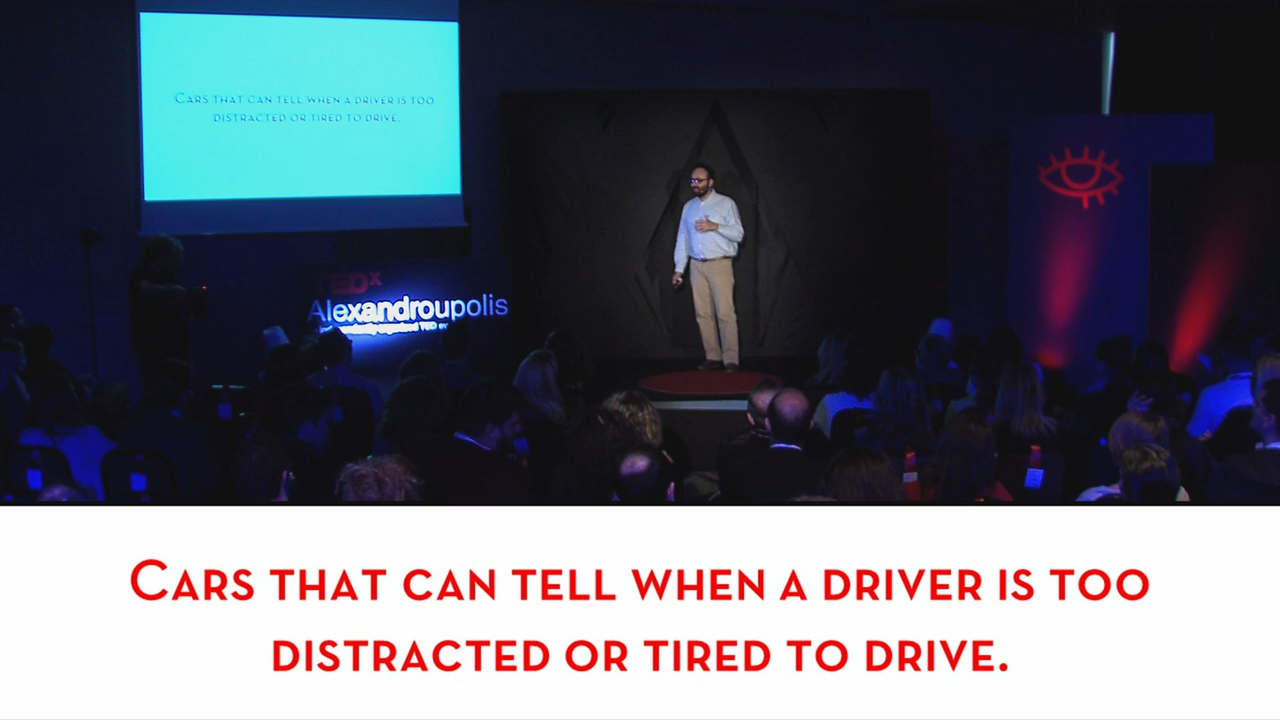 Cars that can tell when a driver is too
distracted or tired to drive.
TEDx
Alexandroupolis
Cars that can tell when a driver is too
distracted or tired to drive.